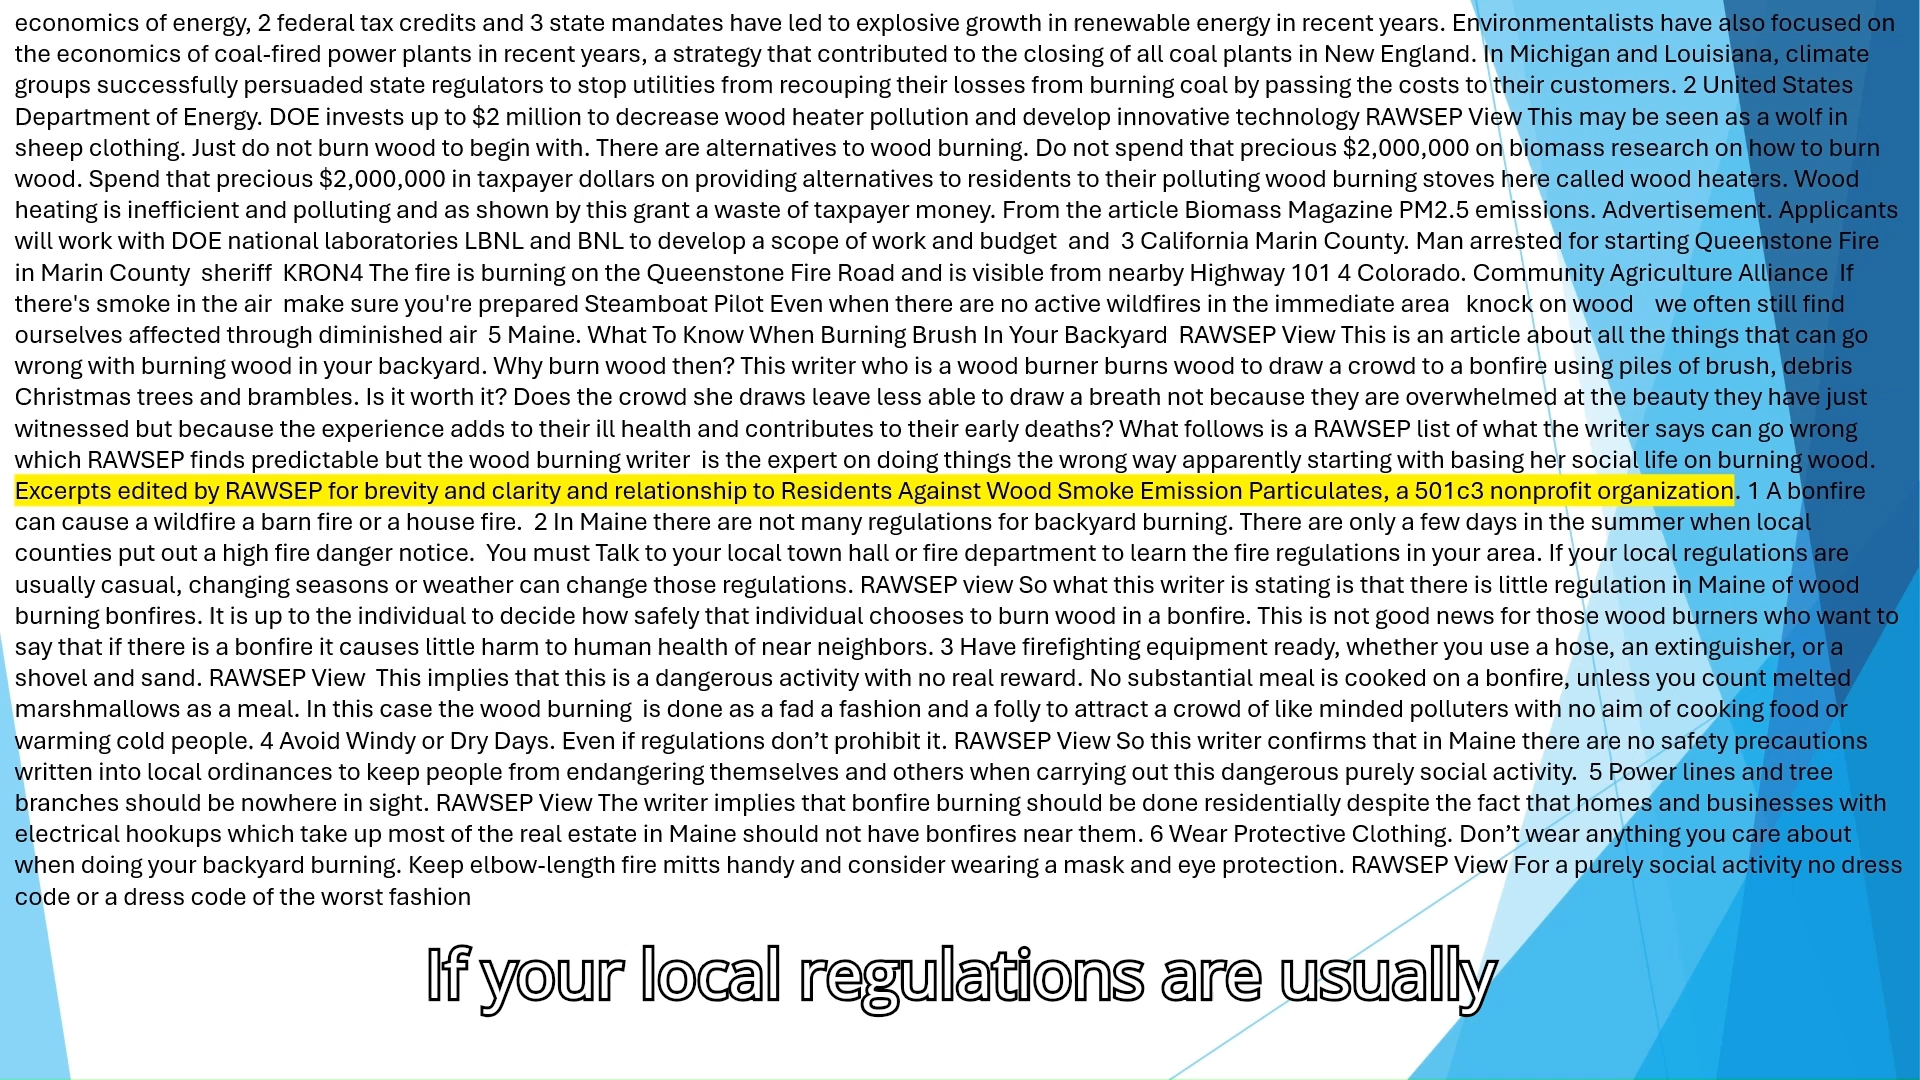 economics of energy, 2 federal tax credits and 3 state mandates have led to explosive growth in renewable energy in recent years. Environmentalists have also focused on
the economics of coal-fired power plants in recent years, a strategy that contributed to the closing of all coal plants in New England. In Michigan and Louisiana, climate
groups successfully persuaded state regulators to stop utilities from recouping their losses from burning coal by passing the costs to their customers. 2 United States
Department of Energy. DOE invests up to $2 million to decrease wood heater pollution and develop innovative technology RAWSEP View This may be seen as a wolf in
sheep clothing. Just do not burn wood to begin with. There are alternatives to wood burning. Do not spend that precious $2,000,000 on biomass research on how to burn
wood. Spend that precious $2,000,000 in taxpayer dollars on providing alternatives to residents to their polluting wood burning stoves here called wood heaters. Wood
heating is inefficient and polluting and as shown by this grant a waste of taxpayer money. From the article Biomass Magazine PM2.5 emissions. Advertisement. Applicants
will work with DOE national laboratories LBNL and BNL to develop a scope of work and budget  and  3 California Marin County. Man arrested for starting Queenstone Fire
in Marin County  sheriff  KRON4 The fire is burning on the Queenstone Fire Road and is visible from nearby Highway 101 4 Colorado. Community Agriculture Alliance  If
there's smoke in the air  make sure you're prepared Steamboat Pilot Even when there are no active wildfires in the immediate area   knock on wood    we often still find
ourselves affected through diminished air  5 Maine. What To Know When Burning Brush In Your Backyard  RAWSEP View This is an article about all the things that can go
wrong with burning wood in your backyard. Why burn wood then? This writer who is a wood burner burns wood to draw a crowd to a bonfire using piles of brush, debris
Christmas trees and brambles. Is it worth it? Does the crowd she draws leave less able to draw a breath not because they are overwhelmed at the beauty they have just
witnessed but because the experience adds to their ill health and contributes to their early deaths? What follows is a RAWSEP list of what the writer says can go wrong
which RAWSEP finds predictable but the wood burning writer  is the expert on doing things the wrong way apparently starting with basing her social life on burning wood.
Excerpts edited by RAWSEP for brevity and clarity and relationship to Residents Against Wood Smoke Emission Particulates, a 501c3 nonprofit organization. 1 A bonfire
can cause a wildfire a barn fire or a house fire.  2 In Maine there are not many regulations for backyard burning. There are only a few days in the summer when local
counties put out a high fire danger notice.  You must Talk to your local town hall or fire department to learn the fire regulations in your area. If your local regulations are
usually casual, changing seasons or weather can change those regulations. RAWSEP view So what this writer is stating is that there is little regulation in Maine of wood
burning bonfires. It is up to the individual to decide how safely that individual chooses to burn wood in a bonfire. This is not good news for those wood burners who want to
say that if there is a bonfire it causes little harm to human health of near neighbors. 3 Have firefighting equipment ready, whether you use a hose, an extinguisher, or a
shovel and sand. RAWSEP View  This implies that this is a dangerous activity with no real reward. No substantial meal is cooked on a bonfire, unless you count melted
marshmallows as a meal. In this case the wood burning  is done as a fad a fashion and a folly to attract a crowd of like minded polluters with no aim of cooking food or
warming cold people. 4 Avoid Windy or Dry Days. Even if regulations don’t prohibit it. RAWSEP View So this writer confirms that in Maine there are no safety precautions
written into local ordinances to keep people from endangering themselves and others when carrying out this dangerous purely social activity.  5 Power lines and tree
branches should be nowhere in sight. RAWSEP View The writer implies that bonfire burning should be done residentially despite the fact that homes and businesses with
electrical hookups which take up most of the real estate in Maine should not have bonfires near them. 6 Wear Protective Clothing. Don’t wear anything you care about
when doing your backyard burning. Keep elbow-length fire mitts handy and consider wearing a mask and eye protection. RAWSEP View For a purely social activity no dress
code or a dress code of the worst fashion
If your local regulations are usually